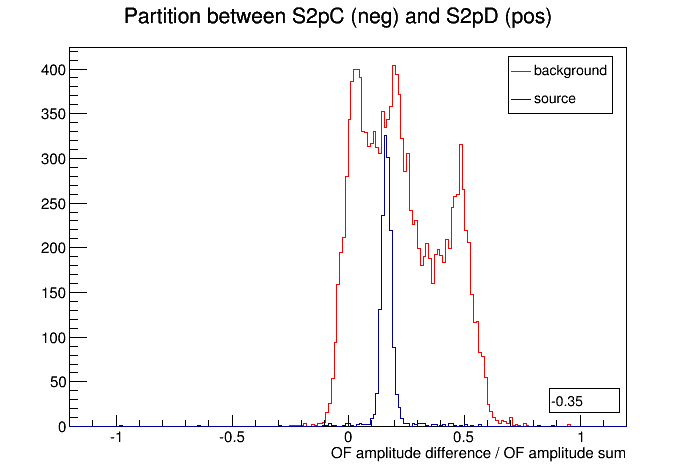 Partition between S2pC (neg) and S2pD (pos)
background
source
400
350
300
250
200
150
100
50
0
-0.35
-1 -0.5 0 0.5 1
OF amplitude difference / OF amplitude sum